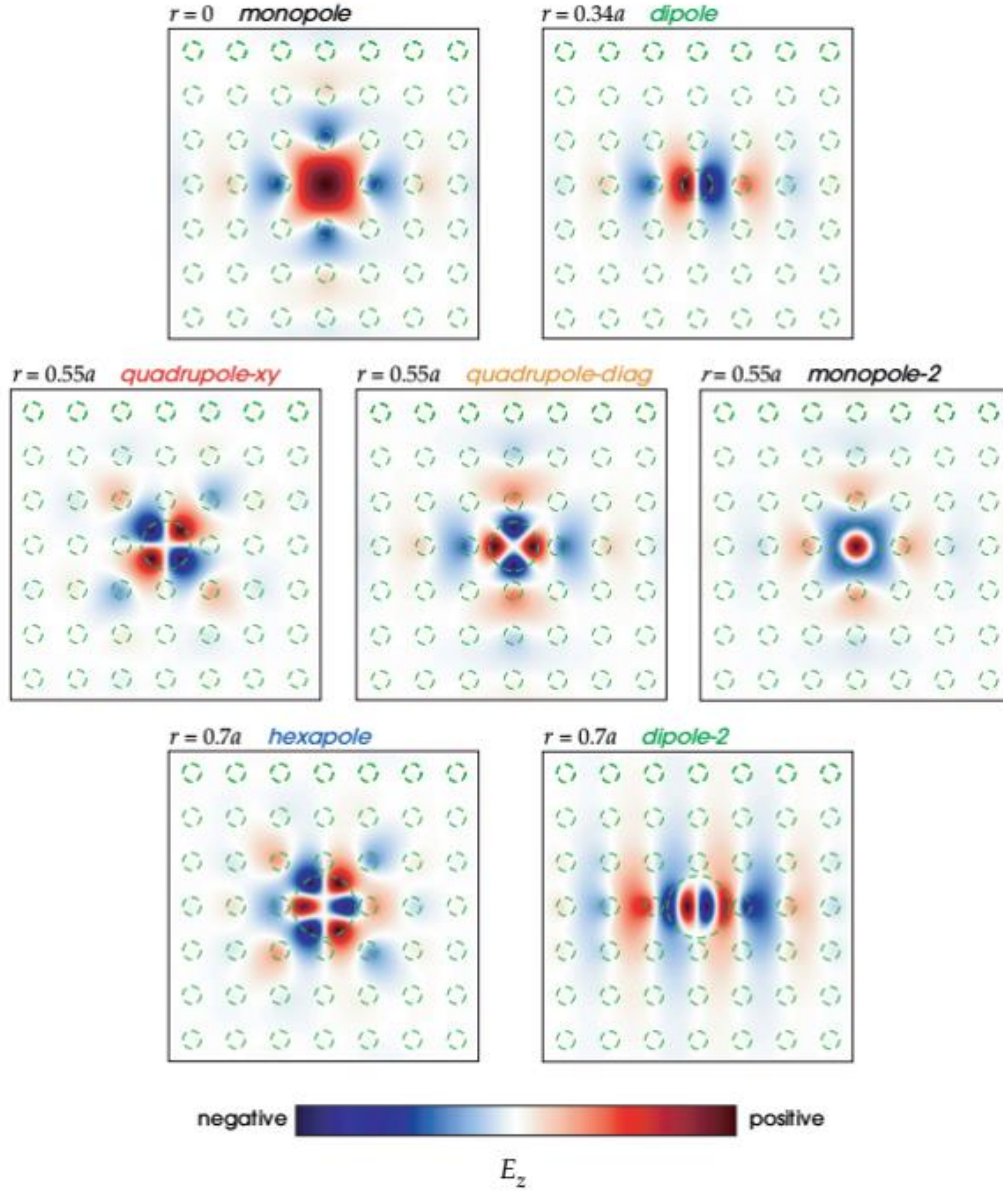 r = 0 monopole
r = 0.34a dipole
r = 0.55a quadrupole-xy
r = 0.55a quadrupole-diag
r = 0.55a monopole-2
r = 0.7a hexapole
r = 0.7a dipole-2
negative positive
E_z